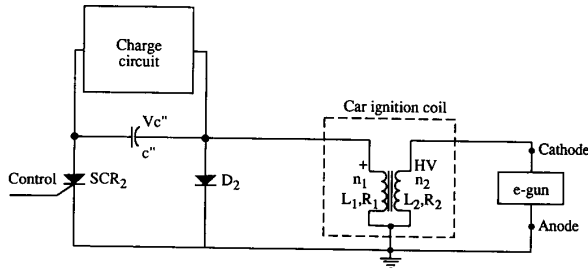 Charge
circuit
Vc"
c"
Control
SCR₂
D₂
Car ignition coil
+
n₁
L₁,R₁
HV
n₂
L₂,R₂
Cathode
e-gun
Anode